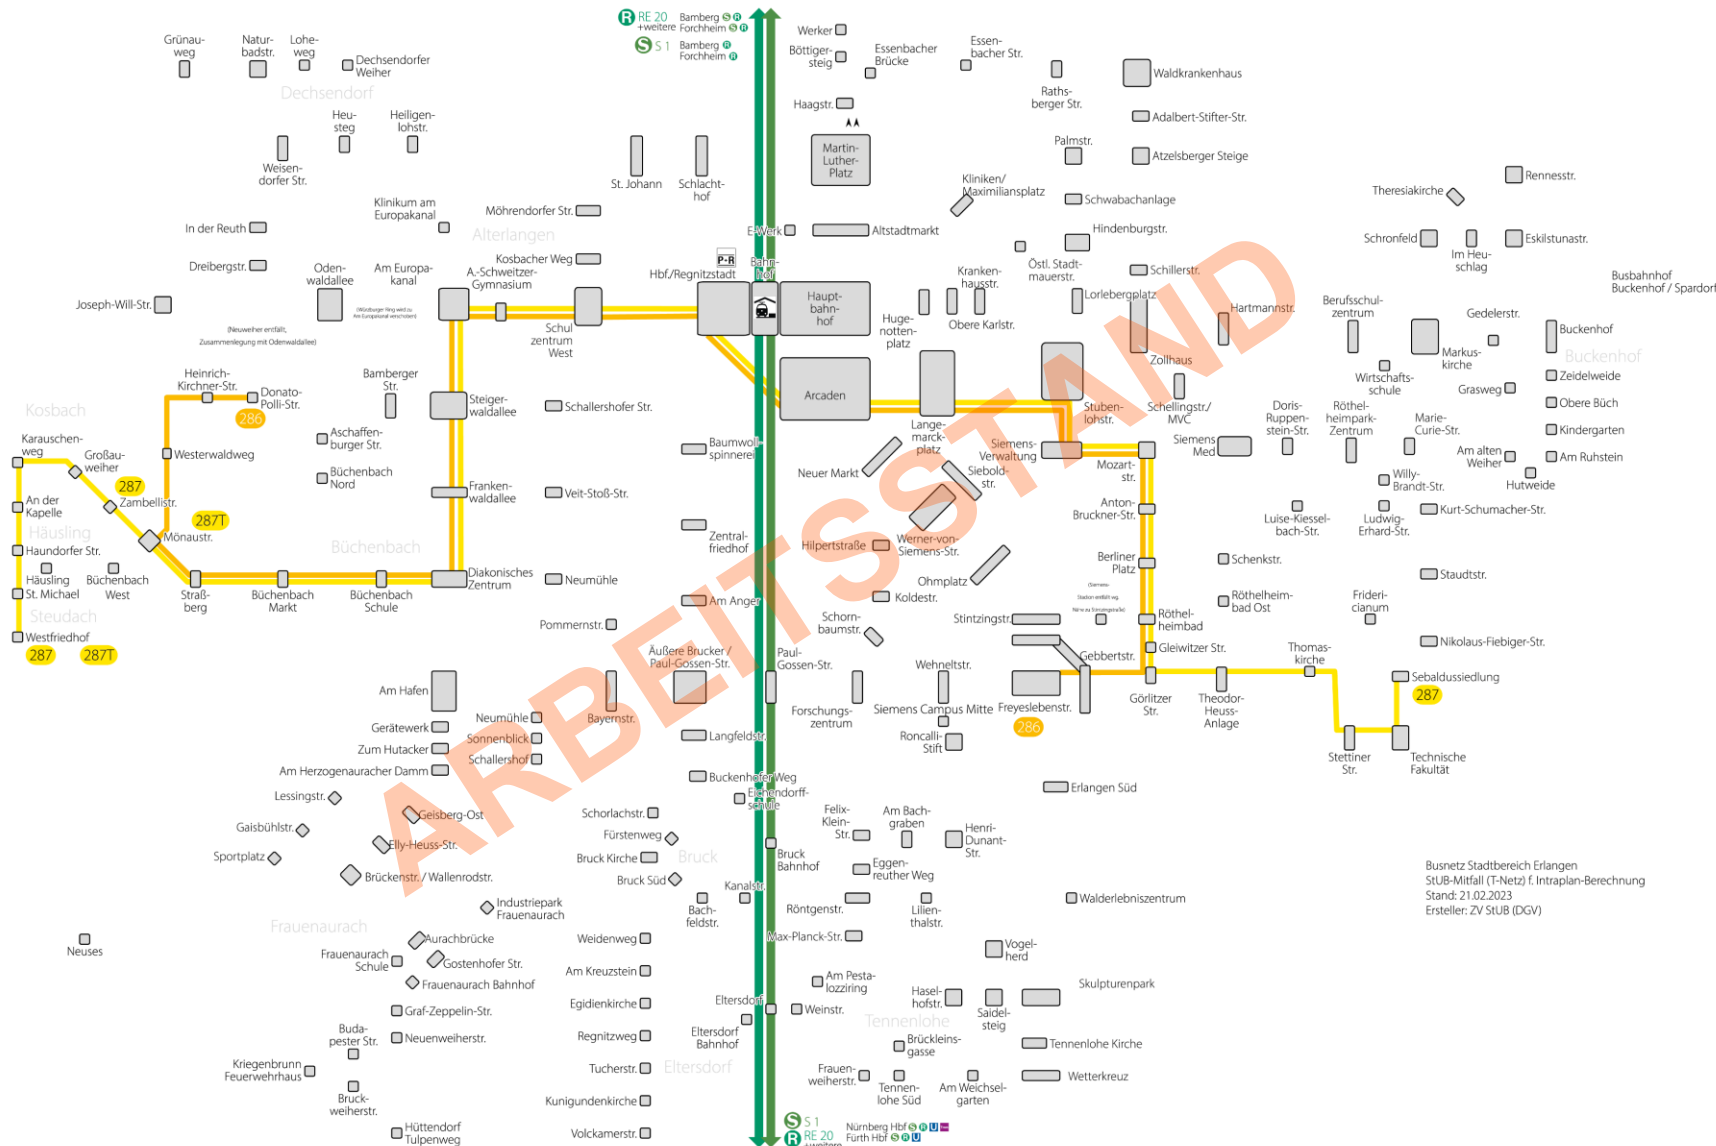 RE 20
+weitere
Bamberg S R
Forchheim S R
S S 1
Bamberg R
Forchheim R
Grünau-
weg
Natur-
badstr.
Lohe-
weg
Dechsendorfer
Weiher
Dechsendorf
Heu-
steg
Heiligen-
lohstr.
Weisen-
dorfer Str.
St. Johann
Schlacht-
hof
Klinikum am
Europakanal
Möhrendorfer Str.
In der Reuth
Alterlangen
Dreibergstr.
Kosbacher Weg
Oden-
waldallee
Am Europa-
kanal
A.-Schweitzer-
Gymnasium
Joseph-Will-Str.
(Würzburger Ring wird zu
Am Europakanal verschoben)
(Neuweiher entfällt,
Zusammenlegung mit Odenwaldallee)
Schul
zentrum
West
P+R
Hbf./Regnitzstadt
Bahn-
hof
Haupt-
bahn-
hof
Werker
Böttiger-
steig
Essenbacher
Brücke
Essen-
bacher Str.
Haagstr.
Martin-
Luther-
Platz
Raths-
berger Str.
Waldkrankenhaus
Adalbert-Stifter-Str.
Palmstr.
Atzelsberger Steige
Kliniken/
Maximiliansplatz
Schwabachanlage
E-Werk
Altstadtmarkt
Hindenburgstr.
Östl. Stadt-
mauerstr.
Schillerstr.
Kranken-
hausstr.
Lorlebergplatz
Huge-
notten-
platz
Obere Karlstr.
Hartmannstr.
Zollhaus
Theresiakirche
Rennesstr.
Schronfeld
Im Heu-
schlag
Eskilstunastr.
Busbahnhof
Buckenhof / Spardorf
Berufsschul-
zentrum
Gedelerstr.
Markus-
kirche
Buckenhof
Buckenhof
Wirtschafts-
schule
Zeidelweide
Grasweg
Obere Büch
Kindergarten
Am alten
Weiher
Am Ruhstein
Hutweide
Heinrich-
Kirchner-Str.
Donato-
Polli-Str.
286
Bamberger
Str.
Steiger-
waldallee
Schallershofer Str.
Arcaden
Lange-
marck-
platz
Stuben-
lohstr.
Schellingstr./
MVC
Doris-
Ruppen-
stein-Str.
Röthel-
heimpark-
Zentrum
Marie-
Curie-Str.
Kosbach
Karauschen-
weg
Großau-
weiher
Westerwaldweg
Aschaffen-
burger Str.
Baumwoll-
spinnerei
Neuer Markt
Siemens-
Verwaltung
Mozart-
str.
Siemens
Med
Büchenbach
Nord
Siebold-
str.
Willy-
Brandt-Str.
287
Zambellistr.
Franken-
waldallee
Veit-Stoß-Str.
An der
Kapelle
287T
Anton-
Bruckner-Str.
Luise-Kiessel-
bach-Str.
Ludwig-
Erhard-Str.
Kurt-Schumacher-Str.
Häusling
Mönaustr.
Büchenbach
Zentral-
friedhof
Hilpertstraße
Werner-von-
Siemens-Str.
Haundorfer Str.
Häusling
Büchenbach
West
St. Michael
Straß-
berg
Büchenbach
Markt
Büchenbach
Schule
Diakonisches
Zentrum
Neumühle
Ohmplatz
Berliner
Platz
Schenkstr.
Staudtstr.
Am Anger
Koldestr.
(Siemens-
Stadion entfällt wg.
Nähe zu Stintzingstraße)
Röthelheim-
bad Ost
Frideri-
cianum
Steudach
Westfriedhof
287
287T
Pommernstr.
Schorn-
baumstr.
Stintzingstr.
Röthel-
heimbad
Nikolaus-Fiebiger-Str.
Äußere Brucker /
Paul-Gossen-Str.
Paul-
Gossen-Str.
Wehneltstr.
Gebbertstr.
Gleiwitzer Str.
Thomas-
kirche
Sebaldussiedlung
287
Am Hafen
Bayernstr.
Forschungs-
zentrum
Siemens Campus Mitte
Freyeslebenstr.
286
Görlitzer
Str.
Theodor-
Heuss-
Anlage
Neumühle
Gerätewerk
Sonnenblick
Langfeldstr.
Roncalli-
Stift
Stettiner
Str.
Technische
Fakultät
Zum Hutacker
Schallershof
Am Herzogenauracher Damm
Buckenhofer Weg
Erlangen Süd
Lessingstr.
Eichendorff-
schule
Geisberg-Ost
Schorlachstr.
Felix-
Klein-
Str.
Am Bach-
graben
Henri-
Dunant-
Str.
Gaisbühlstr.
Fürstenweg
Sportplatz
Elly-Heuss-Str.
Bruck Kirche
Bruck
Bruck
Bahnhof
Eggen-
reuther Weg
Brückenstr. / Wallenrodstr.
Bruck Süd
Kanalstr.
Bach-
feldstr.
Röntgenstr.
Lilien-
thalstr.
Walderlebniszentrum
Busnetz Stadtbereich Erlangen
StUB-Mitfall (T-Netz) f. Intraplan-Berechnung
Stand: 21.02.2023
Ersteller: ZV StUB (DGV)
Industriepark
Frauenaurach
Frauenaurach
Neuses
Aurachbrücke
Weidenweg
Max-Planck-Str.
Vogel-
herd
Frauenaurach
Schule
Gostenhofer Str.
Am Kreuzstein
Am Pesta-
lozziring
Frauenaurach Bahnhof
Hasel-
hofstr.
Saidel-
steig
Skulpturenpark
Graf-Zeppelin-Str.
Egidienkirche
Eltersdorf
Weinstr.
Tennenlohe
Buda-
pester Str.
Neuenweiherstr.
Regnitzweg
Eltersdorf
Bahnhof
Brückleins-
gasse
Tennenlohe Kirche
Kriegenbrunn
Feuerwehrhaus
Tucherstr.
Eltersdorf
Frauen-
weiherstr.
Tennen-
lohe Süd
Am Weichsel-
garten
Wetterkreuz
Bruck-
weiherstr.
Kunigundenkirche
Hüttendorf
Tulpenweg
Volckamerstr.
S S 1
R RE 20
+weitere
Nürnberg Hbf S R U
Fürth Hbf S R U
ARBEITSSTAND